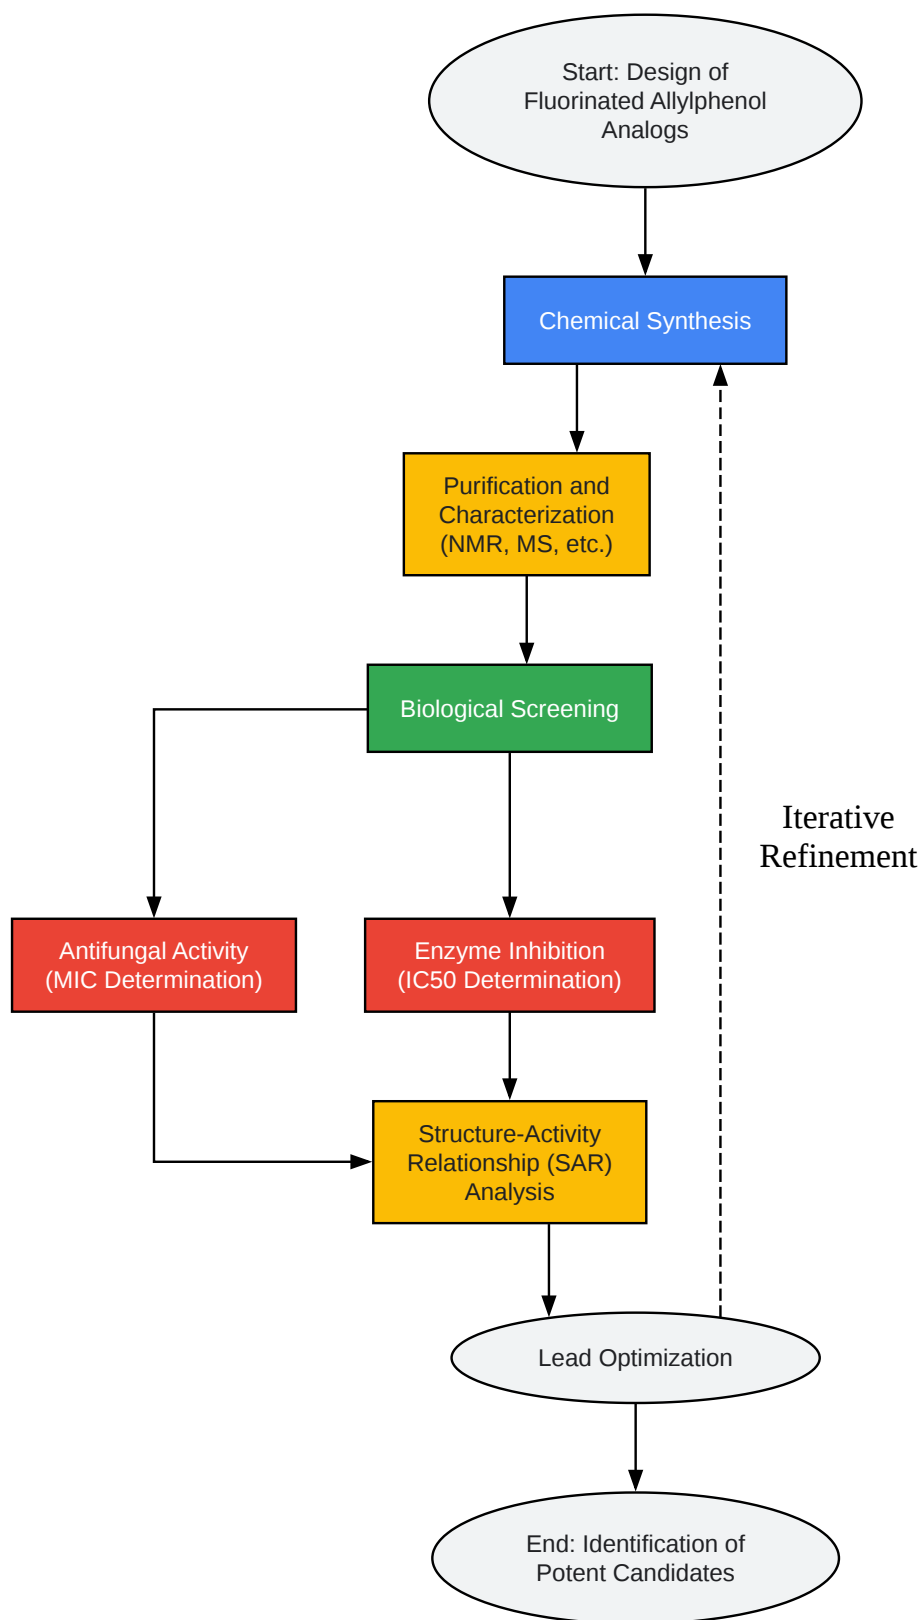 Start: Design of
Fluorinated Allylphenol
Analogs
Chemical Synthesis
Purification and
Characterization
(NMR, MS, etc.)
Biological Screening
Iterative
Refinement
Antifungal Activity
(MIC Determination)
Enzyme Inhibition
(IC50 Determination)
Structure-Activity
Relationship (SAR)
Analysis
Lead Optimization
End: Identification of
Potent Candidates